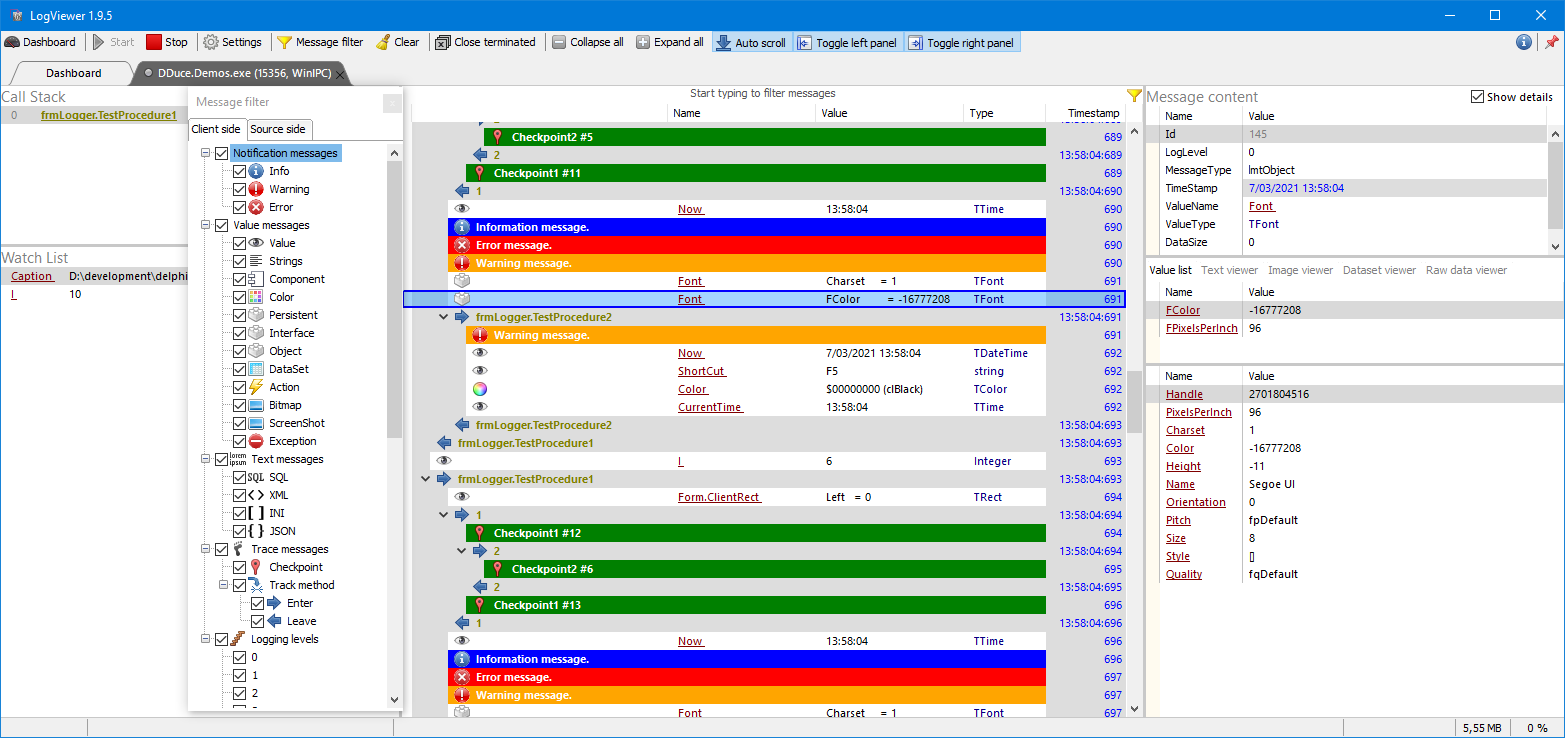 LogViewer 1.9.5
Dashboard Start Stop Settings Message filter Clear Close terminated Collapse all Expand all Auto scroll Toggle left panel Toggle right panel
Dashboard DDuce.Demos.exe (15356, WinIPC)
Call Stack
0 frmLogger.TestProcedure1
Watch List
Caption D:\development\delphi
I 10
Message filter
Client side Source side
Notification messages
Info
Warning
Error
Value messages
Value
Strings
Component
Color
Persistent
Interface
Object
DataSet
Action
Bitmap
ScreenShot
Exception
lorem ipsum Text messages
SQL SQL
XML
INI
JSON
Trace messages
Checkpoint
Track method
Enter
Leave
Logging levels
0
1
2
Start typing to filter messages
Name Value Type Timestamp
Checkpoint2 #5 689
2 13:58:04:689
Checkpoint1 #11 689
1 13:58:04:690
Now 13:58:04 TTime 690
Information message. 690
Error message. 690
Warning message. 690
Font Charset = 1 TFont 691
Font FColor = -16777208 TFont 691
frmLogger.TestProcedure2 13:58:04:691
Warning message. 691
Now 7/03/2021 13:58:04 TDateTime 692
ShortCut F5 string 692
Color $00000000 (clBlack) TColor 692
CurrentTime 13:58:04 TTime 692
frmLogger.TestProcedure2 13:58:04:693
frmLogger.TestProcedure1 13:58:04:693
I 6 Integer 693
frmLogger.TestProcedure1 13:58:04:693
Form.ClientRect Left = 0 TRect 694
1 13:58:04:694
Checkpoint1 #12 694
2 13:58:04:694
Checkpoint2 #6 695
2 13:58:04:695
Checkpoint1 #13 696
1 13:58:04:696
Now 13:58:04 TTime 696
Information message. 696
Error message. 697
Warning message. 697
Font Charset = 1 TFont 697
Message content Show details
Name Value
Id 145
LogLevel 0
MessageType lmtObject
TimeStamp 7/03/2021 13:58:04
ValueName Font
ValueType TFont
DataSize 0
Value list Text viewer Image viewer Dataset viewer Raw data viewer
Name Value
FColor -16777208
FPixelsPerInch 96
Name Value
Handle 2701804516
PixelsPerInch 96
Charset 1
Color -16777208
Height -11
Name Segoe UI
Orientation 0
Pitch fpDefault
Size 8
Style []
Quality fqDefault
5,55 MB 0 %